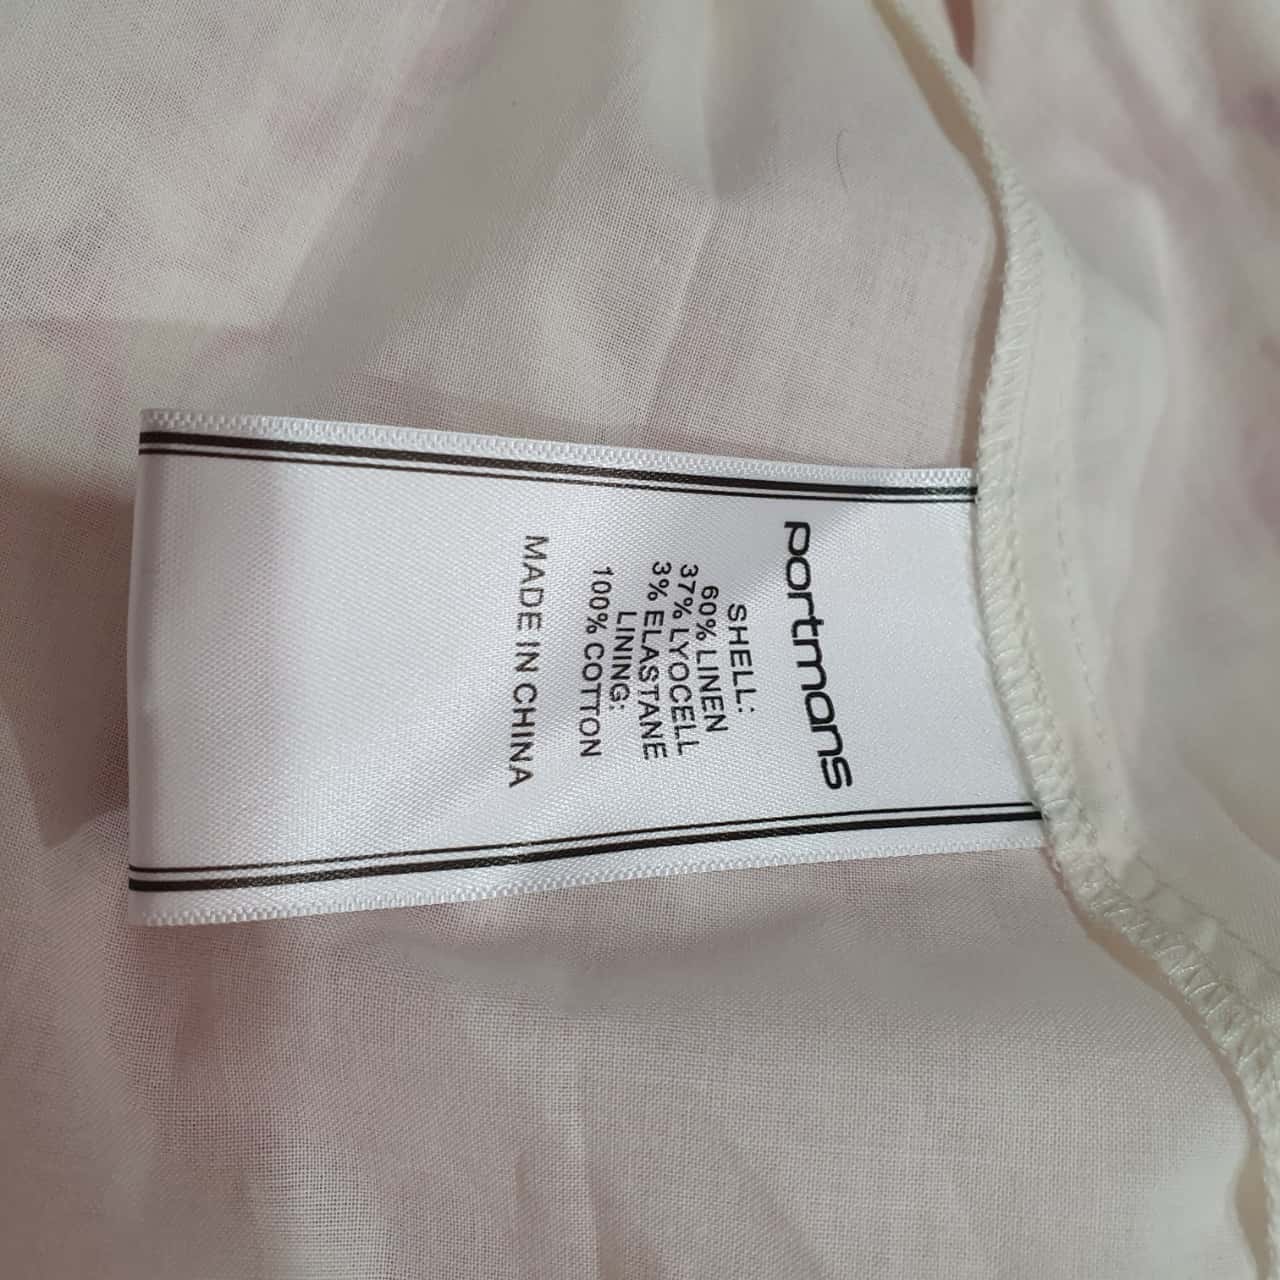 portmans
SHELL:
60% LINEN
37% LYOCELL
3% ELASTANE
LINING:
100% COTTON
MADE IN CHINA